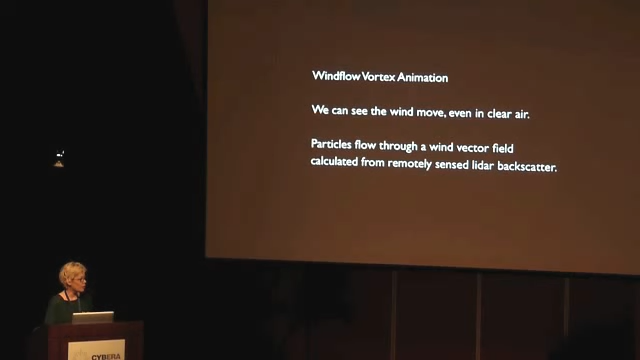 Windflow Vortex Animation
We can see the wind move, even in clear air.
Particles flow through a wind vector field
calculated from remotely sensed lidar backscatter.
CYBERA